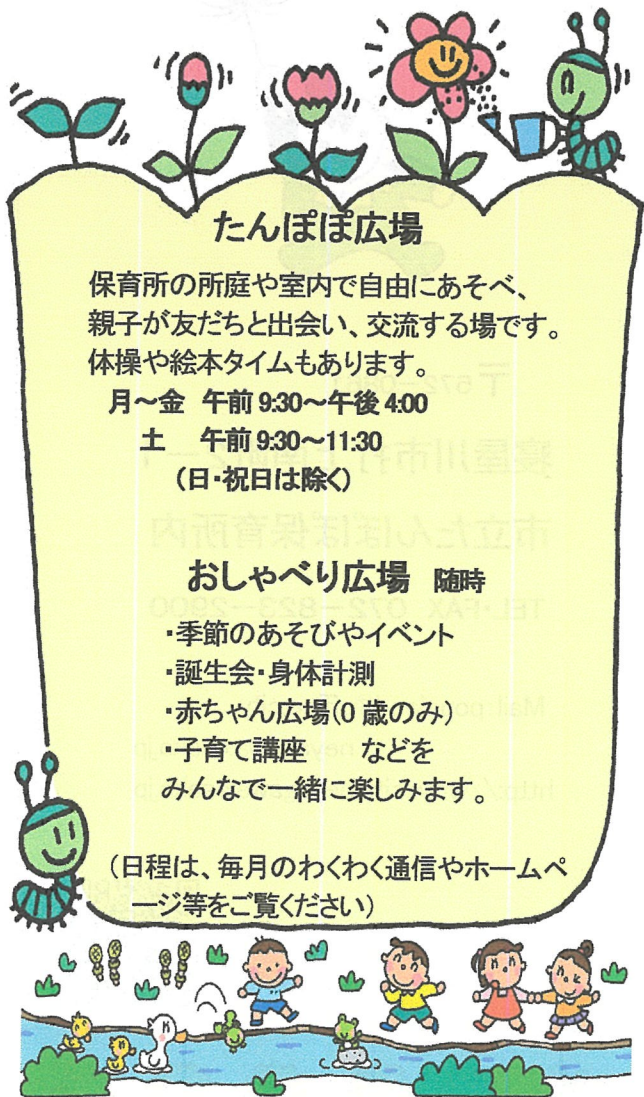 たんぽぽ広場
保育所の所庭や室内で自由にあそべ、
親子が友だちと出会い、交流する場です。
体操や絵本タイムもあります。
月～金 午前9:30～午後4:00
土 午前9:30～11:30
(日・祝日は除く)
おしゃべり広場 随時
・季節のあそびやイベント
・誕生会・身体計測
・赤ちゃん広場(0歳のみ)
・子育て講座 などを
みんなで一緒に楽しみます。
(日程は、毎月のわくわく通信やホームペ
ージ等をご覧ください)